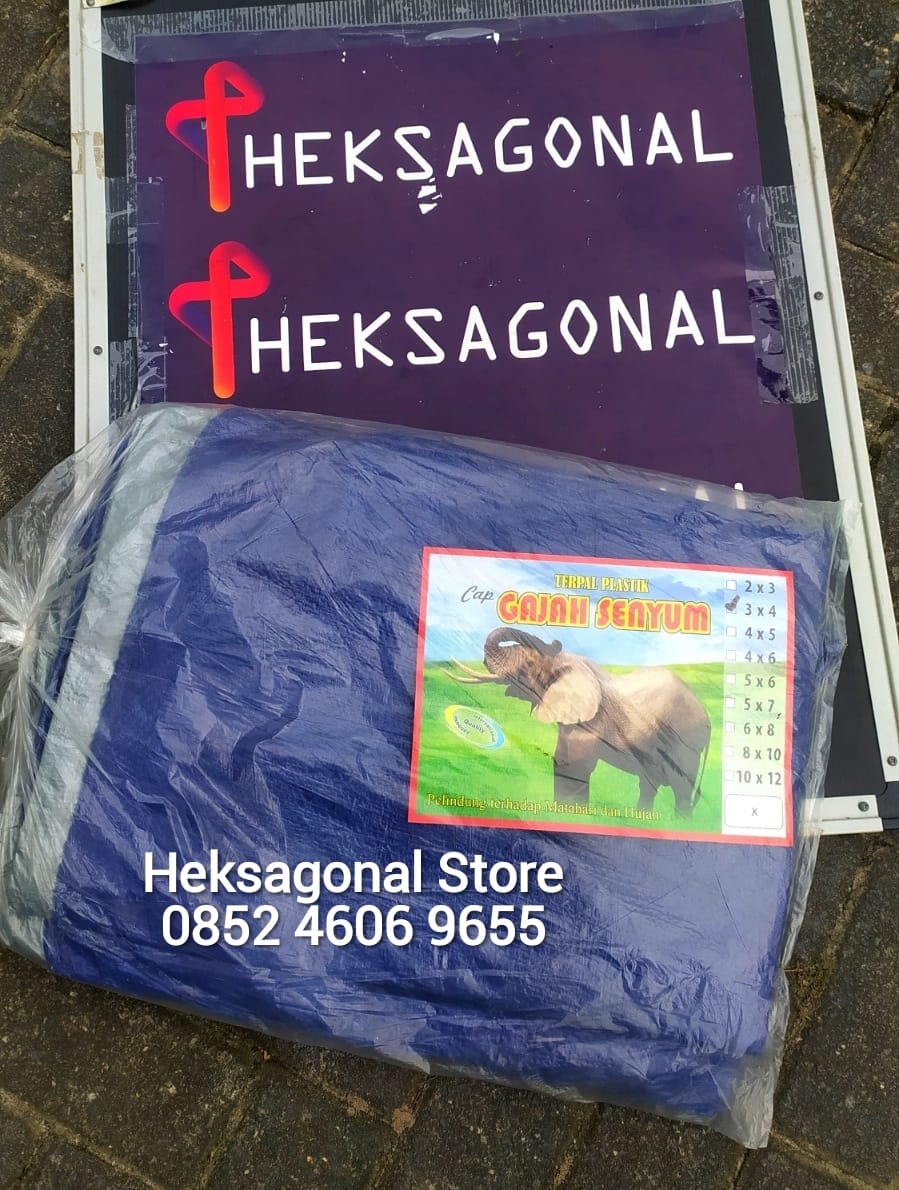 HEKSAGONAL
HEKSAGONAL
TERPAL PLASTIK
Cap
GAJAH SENYUM
2 x 3
3 x 4
4 x 5
4 x 6
5 x 6
5 x 7
6 x 8
8 x 10
10 x 12
x
Quality
Pelindung terhadap Matahari dan Hujan
Heksagonal Store
0852 4606 9655